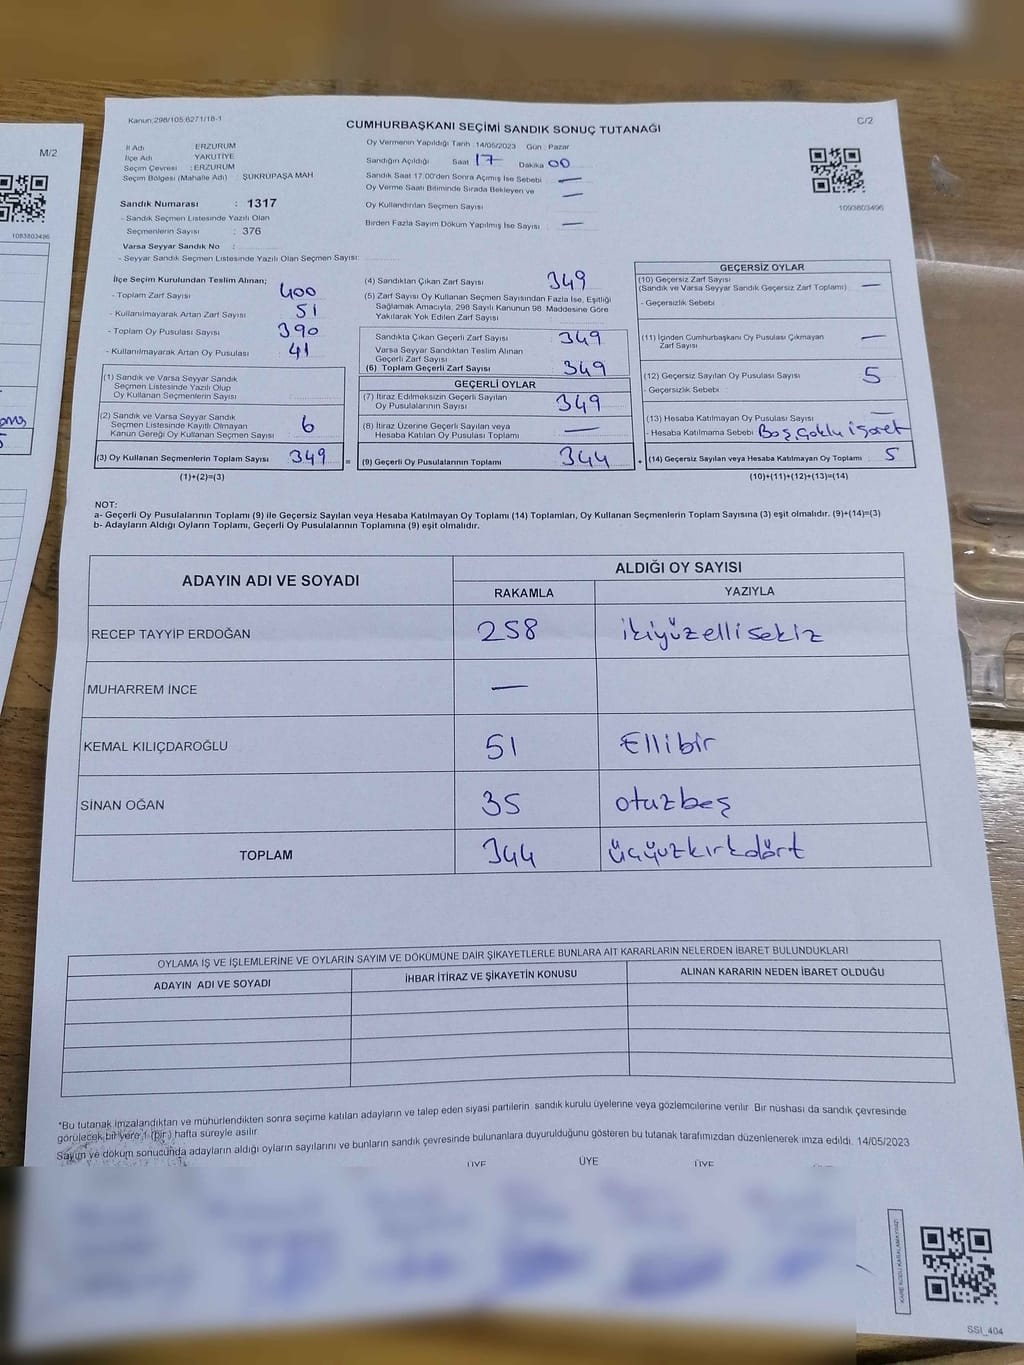 Kanun:298/105,6271/18-1
C/2
CUMHURBAŞKANI SEÇİMİ SANDIK SONUÇ TUTANAĞI
M/2
1083803496
İl Adı ERZURUM
İlçe Adı YAKUTİYE
Seçim Çevresi : ERZURUM
Seçim Bölgesi (Mahalle Adı) : ŞUKRUPAŞA MAH
Sandık Numarası : 1317
- Sandık Seçmen Listesinde Yazılı Olan
Seçmenlerin Sayısı : 376
Varsa Seyyar Sandık No :
- Seyyar Sandık Seçmen Listesinde Yazılı Olan Seçmen Sayısı:
Oy Vermenin Yapıldığı Tarih 14/05/2023 Gün : Pazar
Sandığın Açıldığı Saat 17 Dakika 00
Sandık Saat 17.00'den Sonra Açmış İse Sebebi : —
Oy Verme Saati Bitiminde Sırada Bekleyen ve —
Oy Kullandırılan Seçmen Sayısı
Birden Fazla Sayım Döküm Yapılmış İse Sayısı : —
1093803496
İlçe Seçim Kurulundan Teslim Alınan;
- Toplam Zarf Sayısı 400
- Kullanılmayarak Artan Zarf Sayısı 51
- Toplam Oy Pusulası Sayısı 390
- Kullanılmayarak Artan Oy Pusulası 41
(1) Sandık ve Varsa Seyyar Sandık
Seçmen Listesinde Yazılı Olup
Oy Kullanan Seçmenlerin Sayısı
(2) Sandık ve Varsa Seyyar Sandık
Seçmen Listesinde Kayıtlı Olmayan
Kanun Gereği Oy Kullanan Seçmen Sayısı 6
(3) Oy Kullanan Seçmenlerin Toplam Sayısı 349 =
(1)+(2)=(3)
(4) Sandıktan Çıkan Zarf Sayısı 349
(5) Zarf Sayısı Oy Kullanan Seçmen Sayısından Fazla İse, Eşitliği
Sağlamak Amacıyla, 298 Sayılı Kanunun 98. Maddesine Göre
Yakılarak Yok Edilen Zarf Sayısı
Sandıkta Çıkan Geçerli Zarf Sayısı 349
Varsa Seyyar Sandıktan Teslim Alınan
Geçerli Zarf Sayısı
(6) Toplam Geçerli Zarf Sayısı 349
GEÇERLİ OYLAR
(7) İtiraz Edilmeksizin Geçerli Sayılan
Oy Pusulalarının Sayısı 349
(8) İtiraz Üzerine Geçerli Sayılan veya
Hesaba Katılan Oy Pusulası Toplamı —
(9) Geçerli Oy Pusulalarının Toplamı 344 +
GEÇERSİZ OYLAR
(10) Geçersiz Zarf Sayısı
(Sandık ve Varsa Seyyar Sandık Geçersiz Zarf Toplamı) —
- Geçersizlik Sebebi
(11) İçinden Cumhurbaşkanı Oy Pusulası Çıkmayan
Zarf Sayısı —
(12) Geçersiz Sayılan Oy Pusulası Sayısı 5
- Geçersizlik Sebebi
(13) Hesaba Katılmayan Oy Pusulası Sayısı —
- Hesaba Katılmama Sebebi Boş, Çoklu işaret
(14) Geçersiz Sayılan veya Hesaba Katılmayan Oy Toplamı 5
(10)+(11)+(12)+(13)=(14)
NOT:
a- Geçerli Oy Pusulalarının Toplamı (9) ile Geçersiz Sayılan veya Hesaba Katılmayan Oy Toplamı (14) Toplamları, Oy Kullanan Seçmenlerin Toplam Sayısına (3) eşit olmalıdır. (9)+(14)=(3)
b- Adayların Aldığı Oyların Toplamı, Geçerli Oy Pusulalarının Toplamına (9) eşit olmalıdır.
ADAYIN ADI VE SOYADI
ALDIĞI OY SAYISI
RAKAMLA YAZIYLA
RECEP TAYYİP ERDOĞAN 258 ikiyüzellisekiz
MUHARREM İNCE —
KEMAL KILIÇDAROĞLU 51 Ellibir
SİNAN OĞAN 35 otuzbeş
TOPLAM 344 üçyüzkırkdört
OYLAMA İŞ VE İŞLEMLERİNE VE OYLARIN SAYIM VE DÖKÜMÜNE DAİR ŞİKAYETLERLE BUNLARA AİT KARARLARIN NELERDEN İBARET BULUNDUKLARI
ADAYIN ADI VE SOYADI İHBAR İTİRAZ VE ŞİKAYETİN KONUSU ALINAN KARARIN NEDEN İBARET OLDUĞU
*Bu tutanak imzalandıktan ve mühürlendikten sonra seçime katılan adayların ve talep eden siyasi partilerin sandık kurulu üyelerine veya gözlemcilerine verilir. Bir nüshası da sandık çevresinde
görülecek bir yere 1 (bir) hafta süreyle asılır.
Sayım ve döküm sonucunda adayların aldığı oyların sayılarını ve bunların sandık çevresinde bulunanlara duyurulduğunu gösteren bu tutanak tarafımızdan düzenlenerek imza edildi. 14/05/2023
ÜYE ÜYE ÜYE
KARE KODU KARALAMAYINIZ!
SSI_404